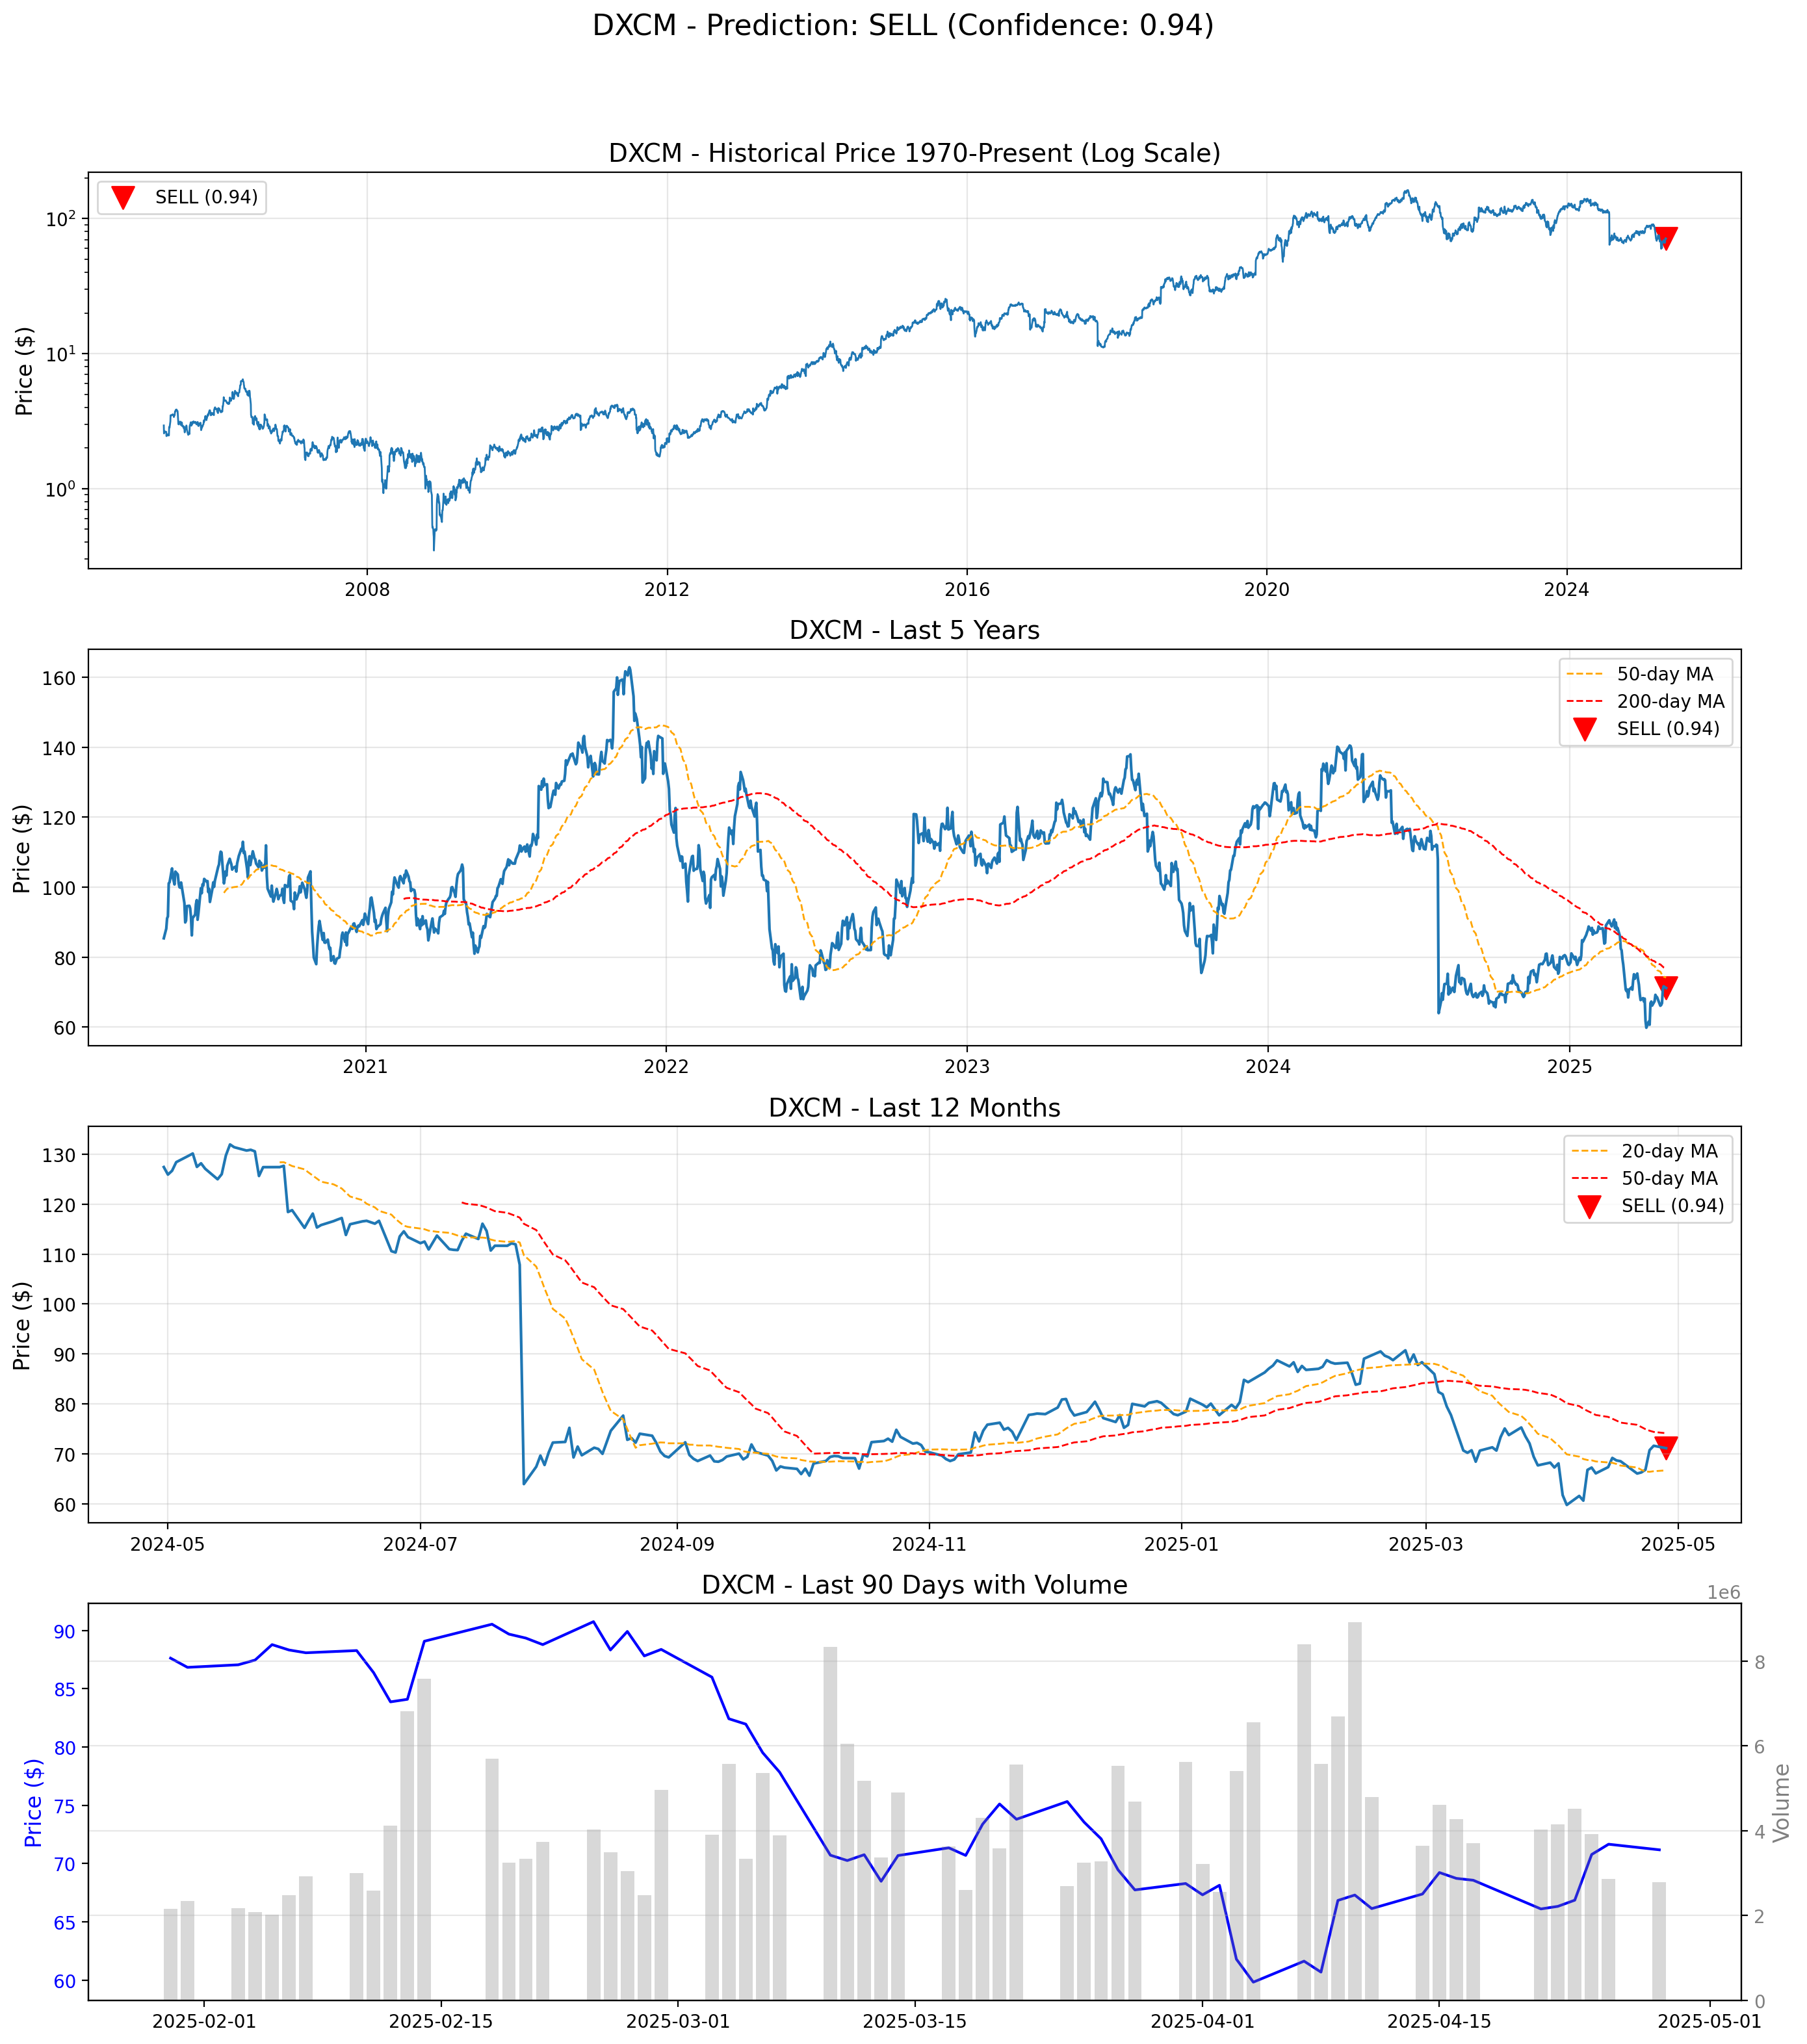 DXCM - Prediction: SELL (Confidence: 0.94)
DXCM - Historical Price 1970-Present (Log Scale)
SELL (0.94)
Price ($)
10²
10¹
10⁰
2008 2012 2016 2020 2024
DXCM - Last 5 Years
50-day MA
200-day MA
SELL (0.94)
Price ($)
160
140
120
100
80
60
2021 2022 2023 2024 2025
DXCM - Last 12 Months
20-day MA
50-day MA
SELL (0.94)
Price ($)
130
120
110
100
90
80
70
60
2024-05 2024-07 2024-09 2024-11 2025-01 2025-03 2025-05
DXCM - Last 90 Days with Volume
1e6
Price ($)
90
85
80
75
70
65
60
8
6
4
2
0
Volume
2025-02-01 2025-02-15 2025-03-01 2025-03-15 2025-04-01 2025-04-15 2025-05-01